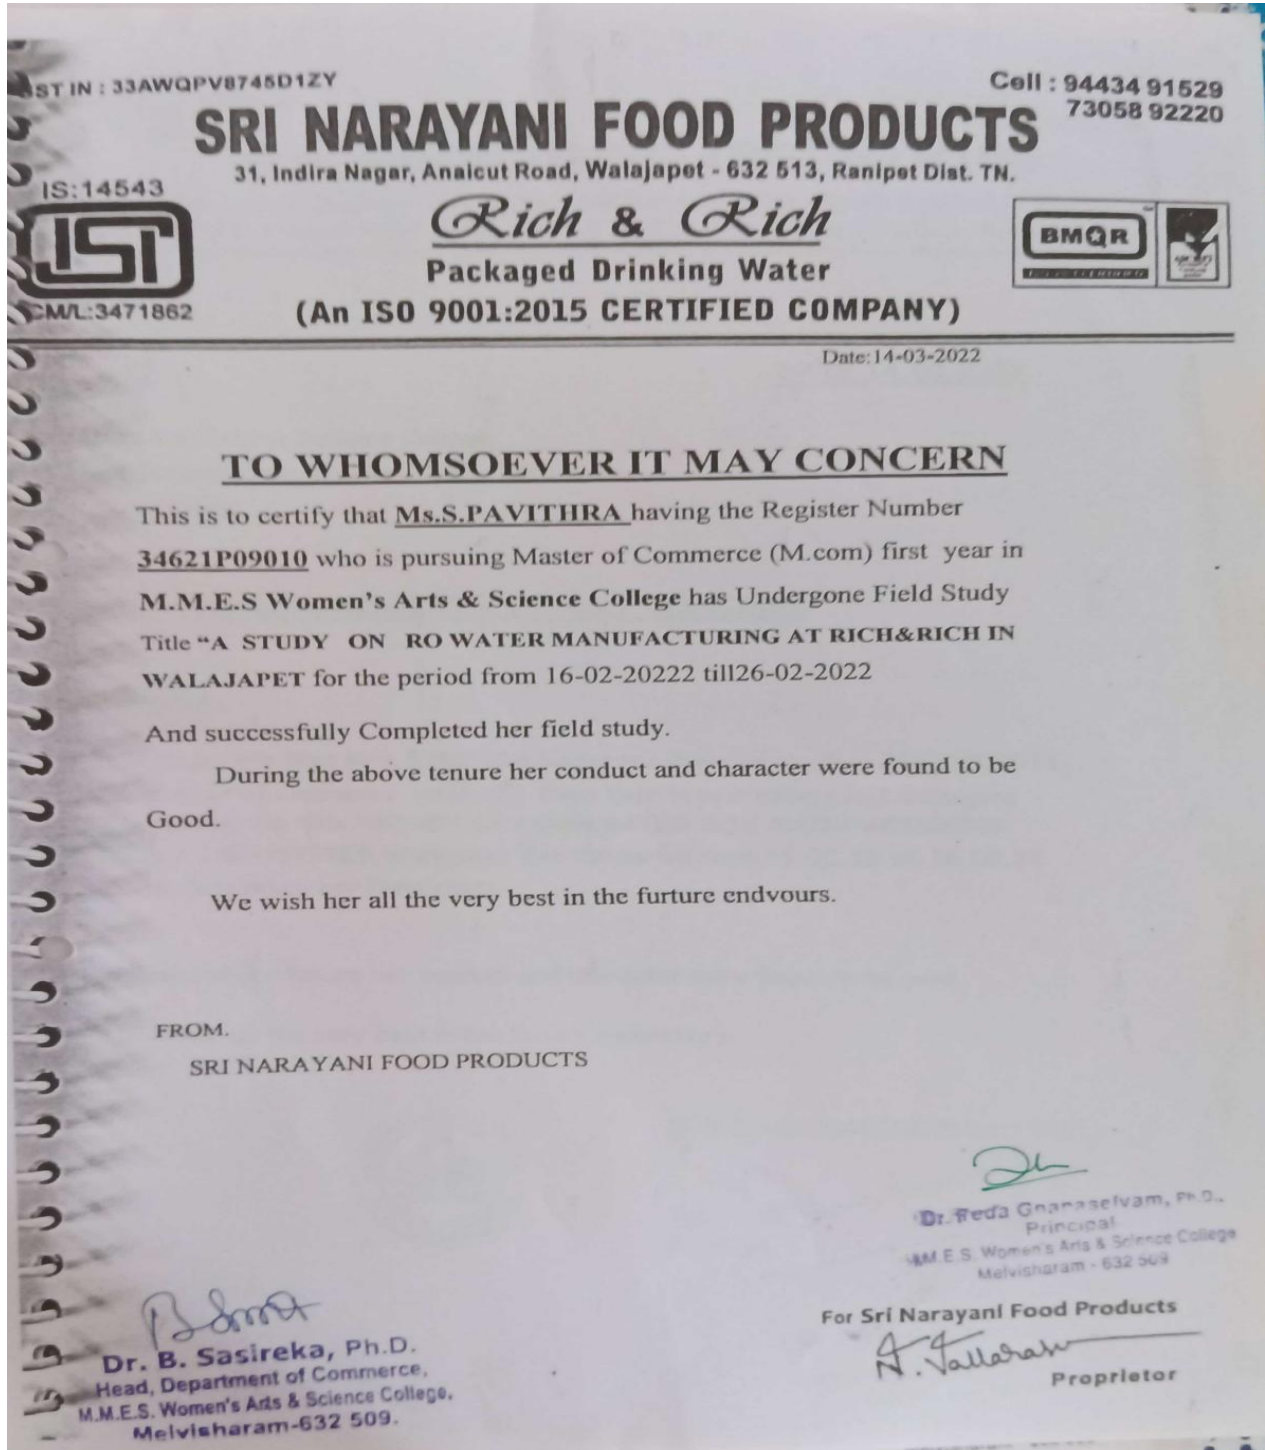 GST IN : 33AWQPV8745D1ZY
Cell : 94434 91529
73058 92220
SRI NARAYANI FOOD PRODUCTS
31, Indira Nagar, Anaicut Road, Walajapet - 632 513, Ranipet Dist. TN.
IS:14543
ISI
CM/L:3471862
Rich & Rich
Packaged Drinking Water
(An ISO 9001:2015 CERTIFIED COMPANY)
BMQR
Date:14-03-2022
TO WHOMSOEVER IT MAY CONCERN
This is to certify that Ms.S.PAVITHRA having the Register Number
34621P09010 who is pursuing Master of Commerce (M.com) first year in
M.M.E.S Women's Arts & Science College has Undergone Field Study
Title “A STUDY ON RO WATER MANUFACTURING AT RICH&RICH IN
WALAJAPET for the period from 16-02-20222 till26-02-2022
And successfully Completed her field study.
During the above tenure her conduct and character were found to be
Good.
We wish her all the very best in the furture endvours.
FROM.
SRI NARAYANI FOOD PRODUCTS
Dr. Freda Gnanaselvam, Ph.D.,
Principal
M.M.E.S. Women's Arts & Science College
Melvisharam - 632 509
For Sri Narayani Food Products
Proprietor
Dr. B. Sasireka, Ph.D.
Head, Department of Commerce,
M.M.E.S. Women's Arts & Science College,
Melvisharam-632 509.